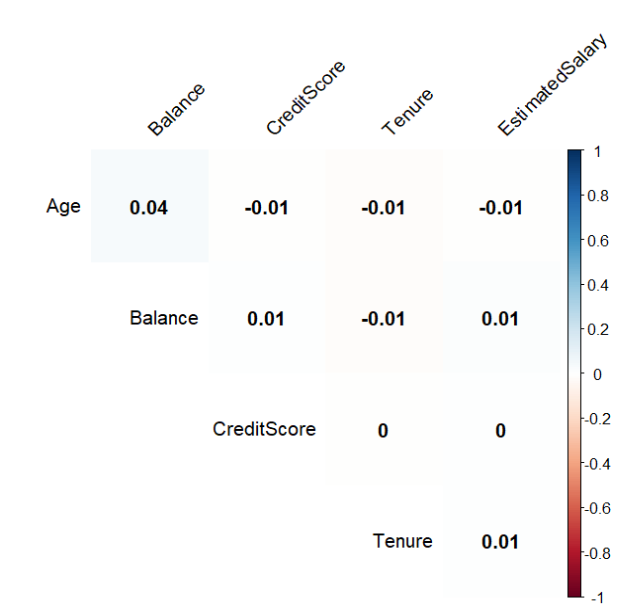 Balance CreditScore Tenure EstimatedSalary
Age 0.04 -0.01 -0.01 -0.01
Balance 0.01 -0.01 0.01
CreditScore 0 0
Tenure 0.01
1
0.8
0.6
0.4
0.2
0
-0.2
-0.4
-0.6
-0.8
-1